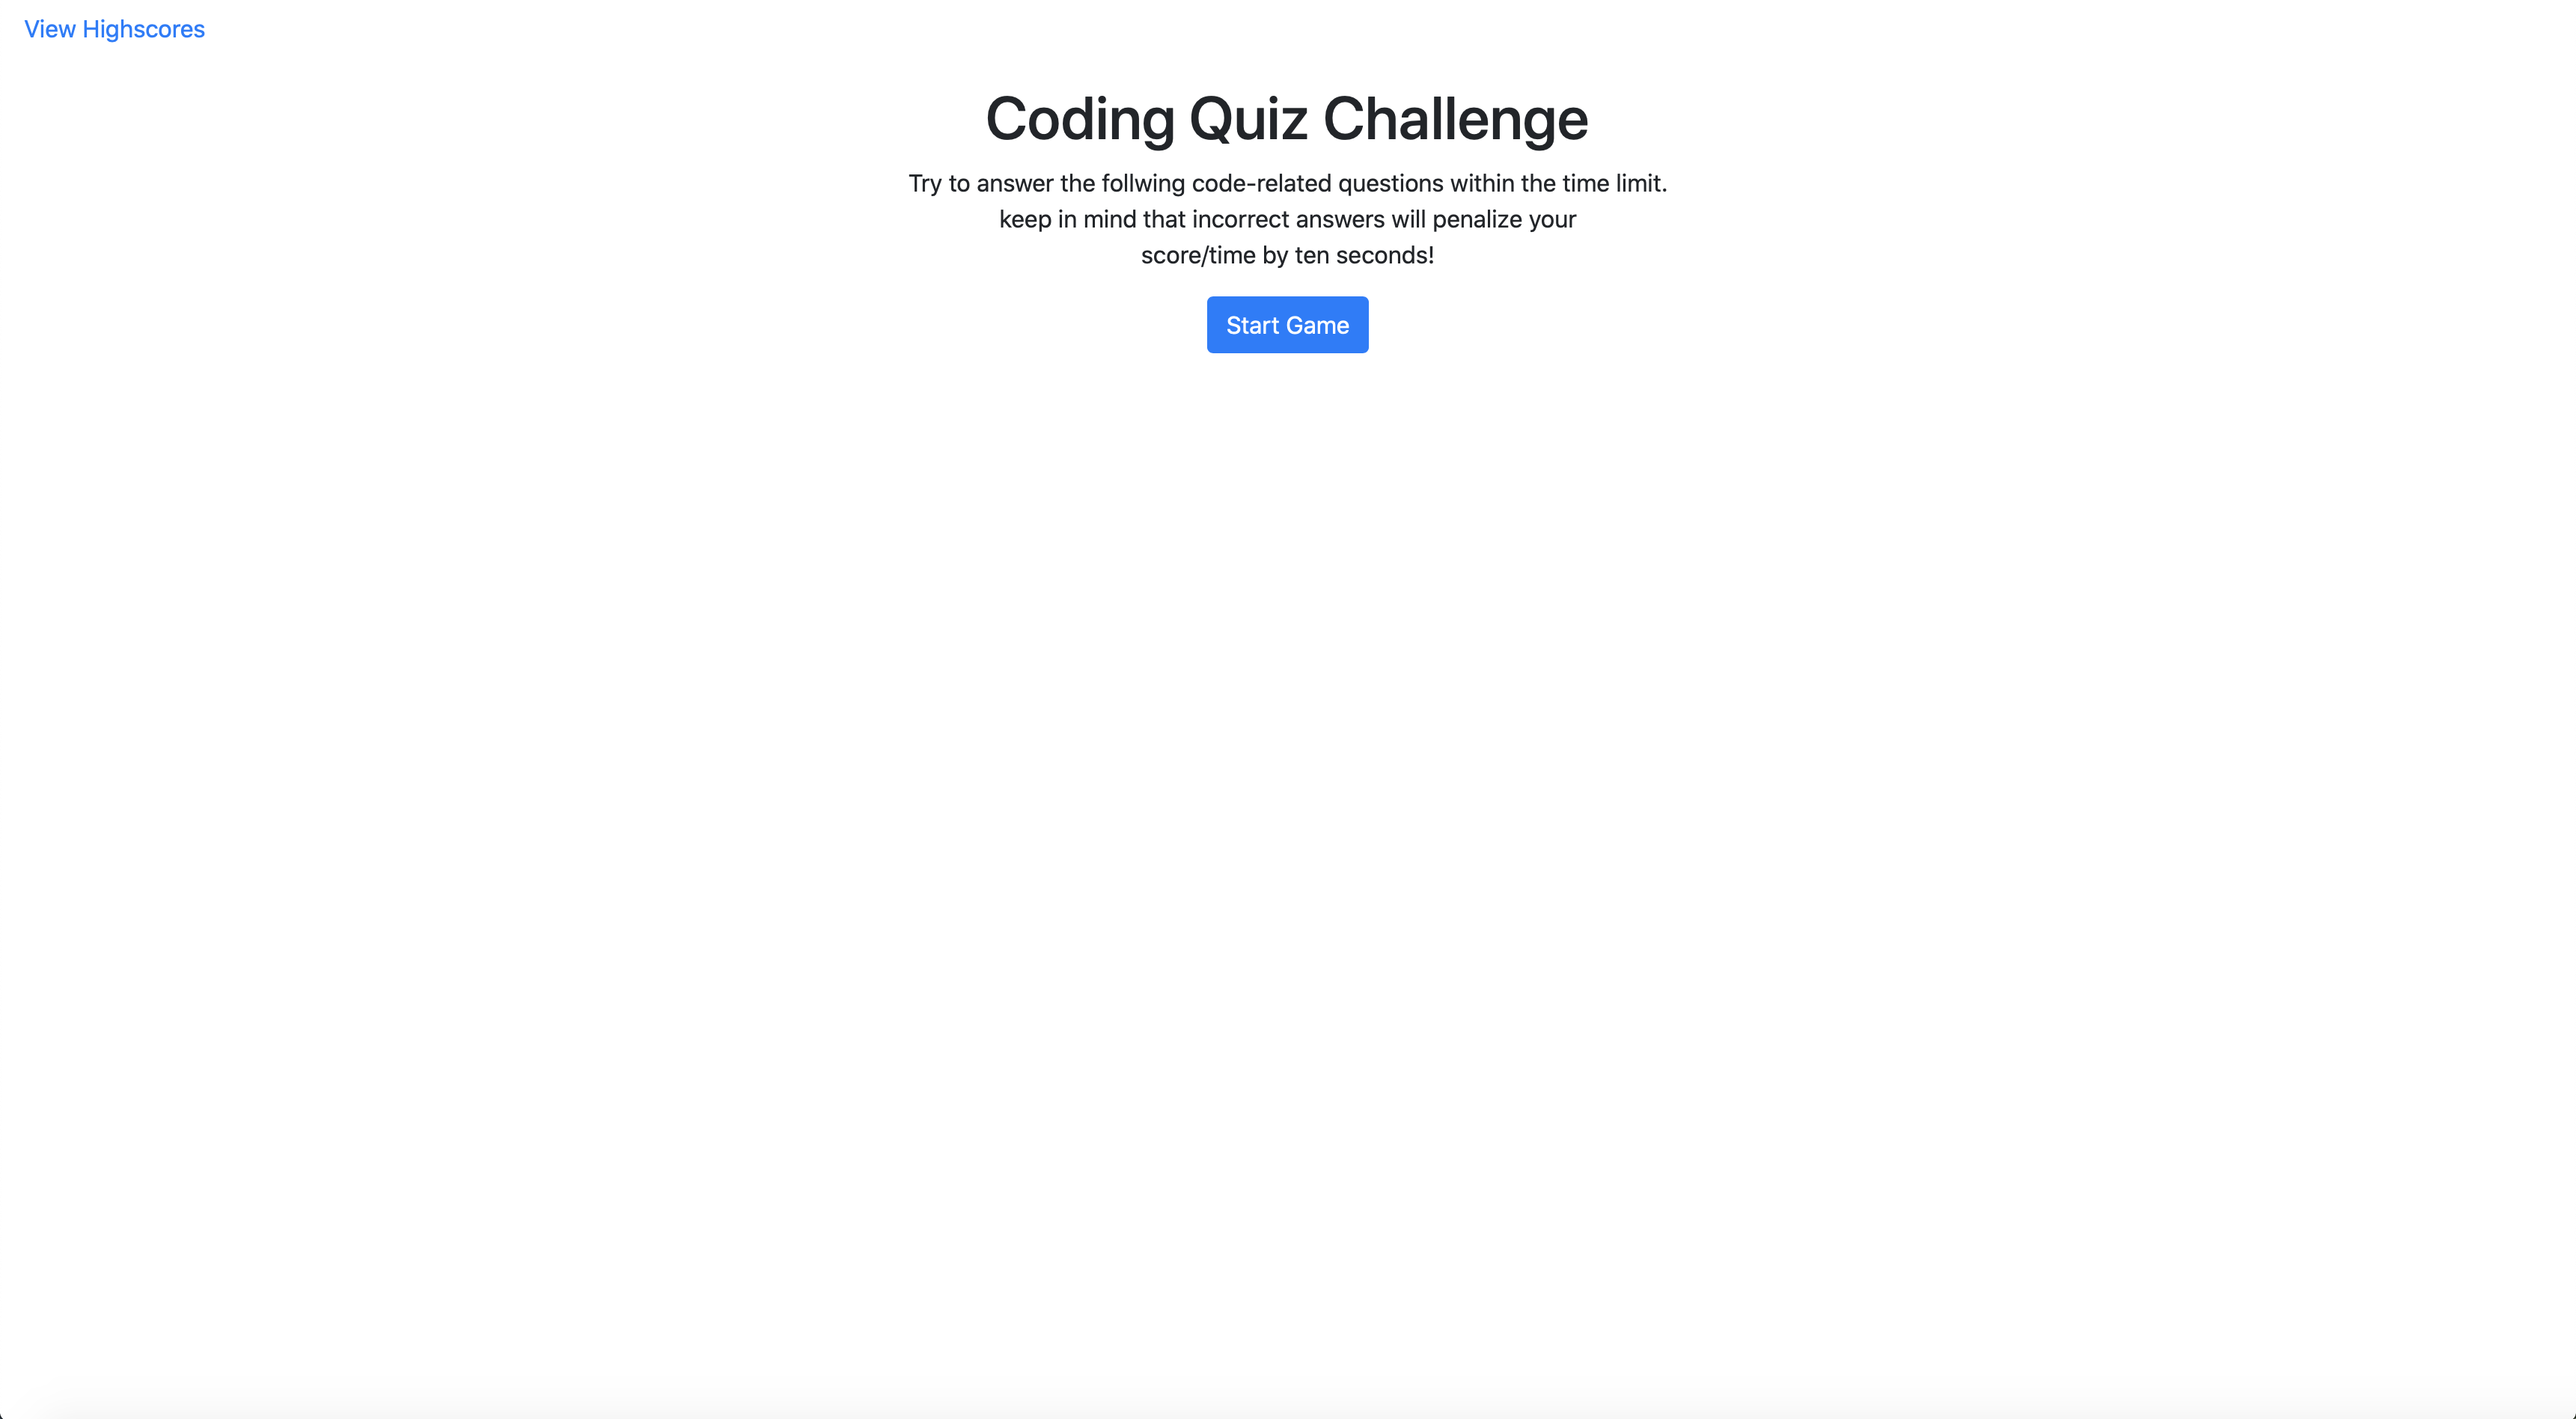 View Highscores
Coding Quiz Challenge
Try to answer the follwing code-related questions within the time limit.
keep in mind that incorrect answers will penalize your
score/time by ten seconds!
Start Game